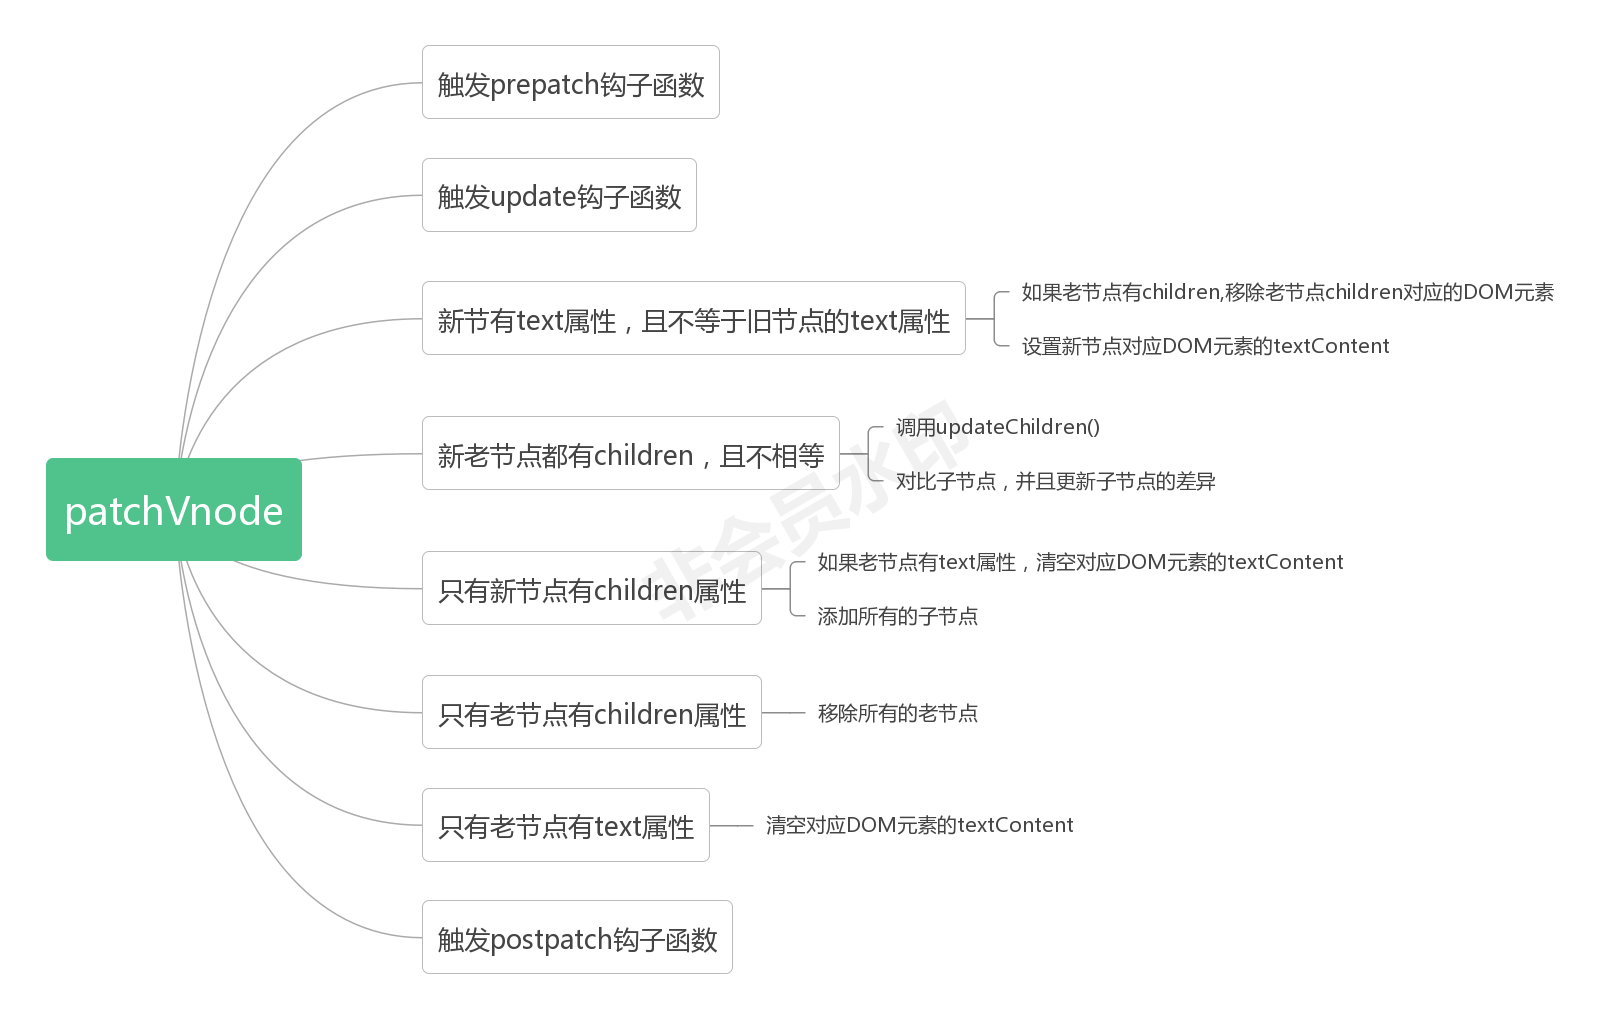 触发prepatch钩子函数
触发update钩子函数
新节有text属性，且不等于旧节点的text属性
如果老节点有children,移除老节点children对应的DOM元素
设置新节点对应DOM元素的textContent
新老节点都有children，且不相等
调用updateChildren()
对比子节点，并且更新子节点的差异
patchVnode
只有新节点有children属性
如果老节点有text属性，清空对应DOM元素的textContent
添加所有的子节点
只有老节点有children属性
移除所有的老节点
只有老节点有text属性
清空对应DOM元素的textContent
触发postpatch钩子函数
非会员水印